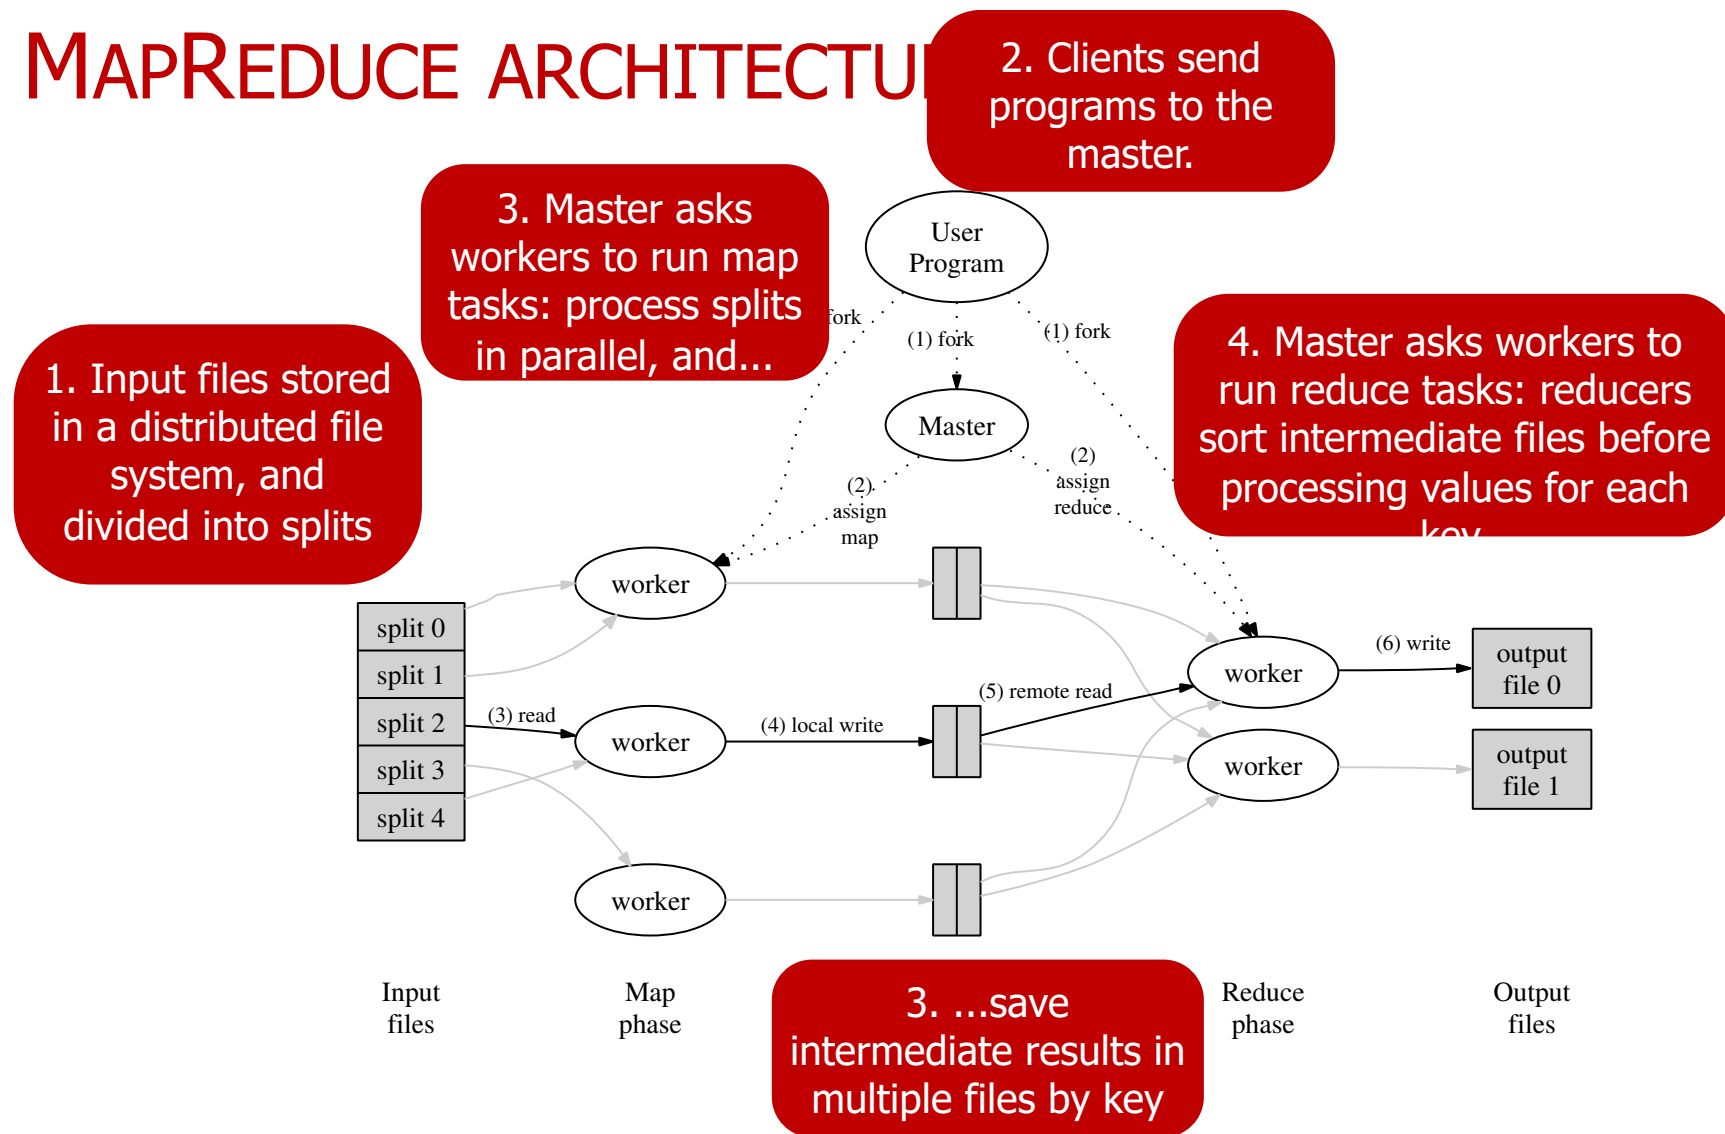 MAPREDUCE ARCHITECTU
2. Clients send
programs to the
master.
3. Master asks
workers to run map
tasks: process splits
in parallel, and...
User
Program
fork
(1) fork
(1) fork
1. Input files stored
in a distributed file
system, and
divided into splits
4. Master asks workers to
run reduce tasks: reducers
sort intermediate files before
processing values for each
key
Master
(2)
assign
map
(2)
assign
reduce
worker
split 0
split 1
split 2
split 3
split 4
(3) read
worker
(4) local write
worker
(5) remote read
worker
worker
(6) write
output
file 0
output
file 1
Input
files
Map
phase
3. ...save
intermediate results in
multiple files by key
Reduce
phase
Output
files